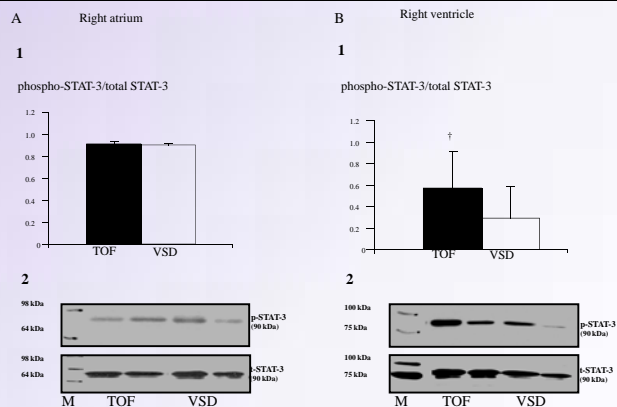 A
Right atrium
1
phospho-STAT-3/total STAT-3
1.2
1.0
0.8
0.6
0.4
0.2
0
TOF VSD
2
98 kDa
64 kDa
p-STAT-3
(90 kDa)
98 kDa
64 kDa
t-STAT-3
(90 kDa)
M TOF VSD
B
Right ventricle
1
phospho-STAT-3/total STAT-3
1.2
1.0
0.8
0.6
0.4
0.2
0
†
TOF VSD
2
100 kDa
75 kDa
p-STAT-3
(90 kDa)
100 kDa
75 kDa
t-STAT-3
(90 kDa)
M TOF VSD